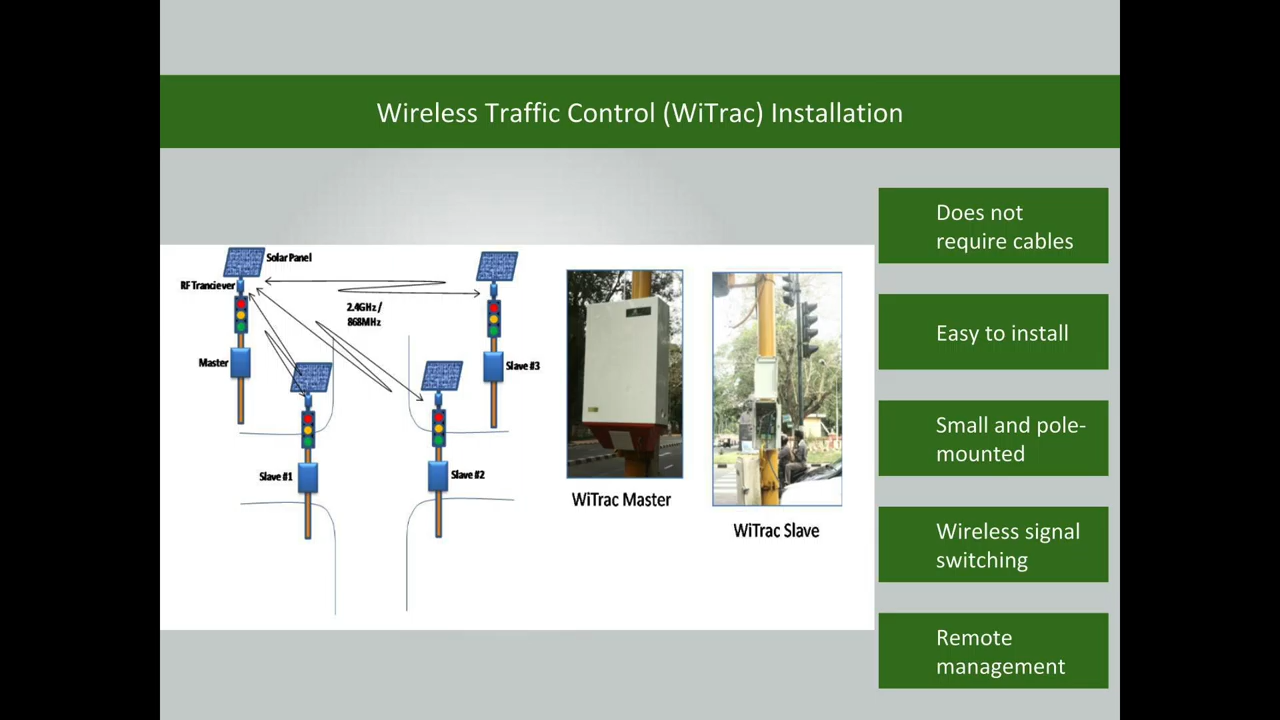 Wireless Traffic Control (WiTrac) Installation
Does not
require cables
Easy to install
Small and pole-
mounted
Wireless signal
switching
Remote
management
Solar Panel
RF Tranciever
2.4GHz /
868MHz
Master
Slave #3
Slave #1
Slave #2
WiTrac Master
WiTrac Slave